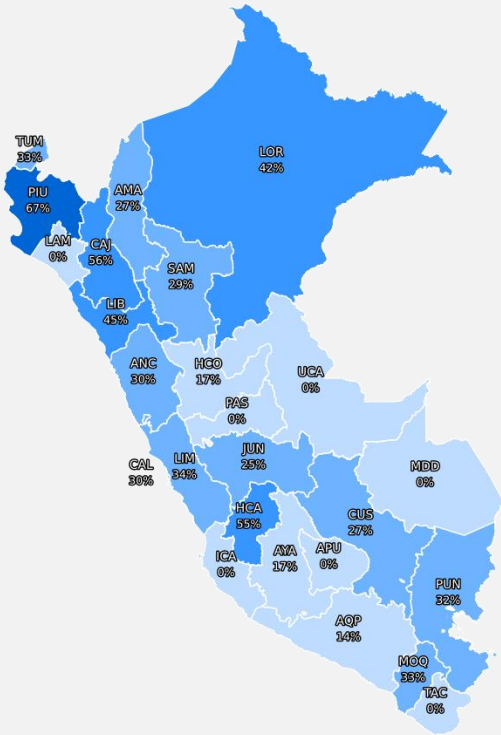 TUM
33%
LOR
42%
PIU
67%
AMA
27%
LAM
0%
CAJ
56%
SAM
29%
LIB
45%
ANC
30%
HCO
17%
UCA
0%
PAS
0%
CAL
30%
LIM
34%
JUN
25%
MDD
0%
HCA
55%
CUS
27%
ICA
0%
AYA
17%
APU
0%
PUN
32%
AQP
14%
MOQ
33%
TAC
0%